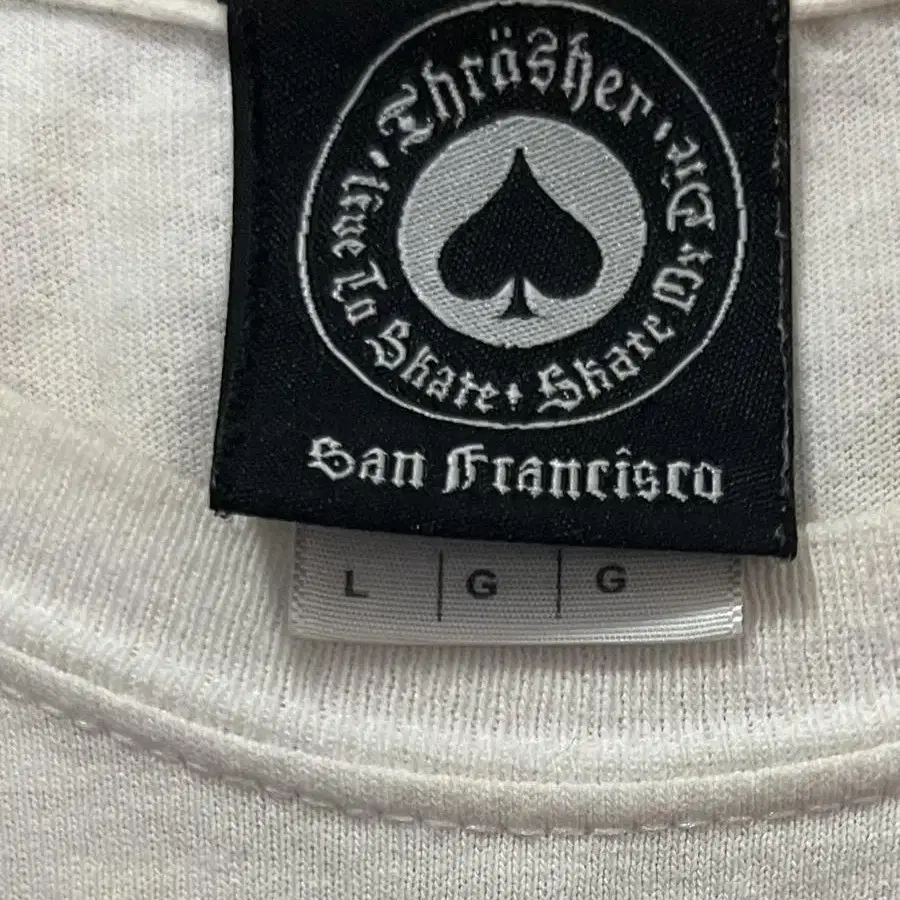 Thräsher · Live To Skate · Skate Or Die ·
San Francisco
L | G | G